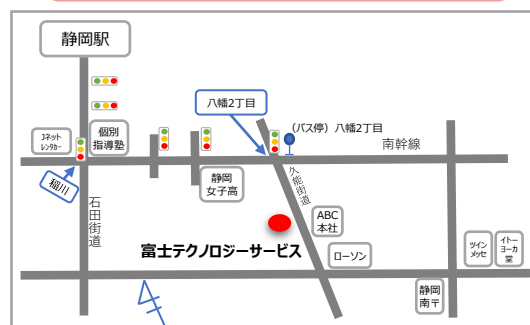 静岡駅
八幡2丁目
(バス停)八幡2丁目
南幹線
ｴﾈｯﾄ
ﾚﾝﾀｶｰ
個別
指導塾
稲川
石田街道
静岡
女子高
久能街道
ABC
本社
富士テクノロジーサービス
ローソン
ツイン
メッセ
イトー
ヨーカ
堂
静岡
南〒